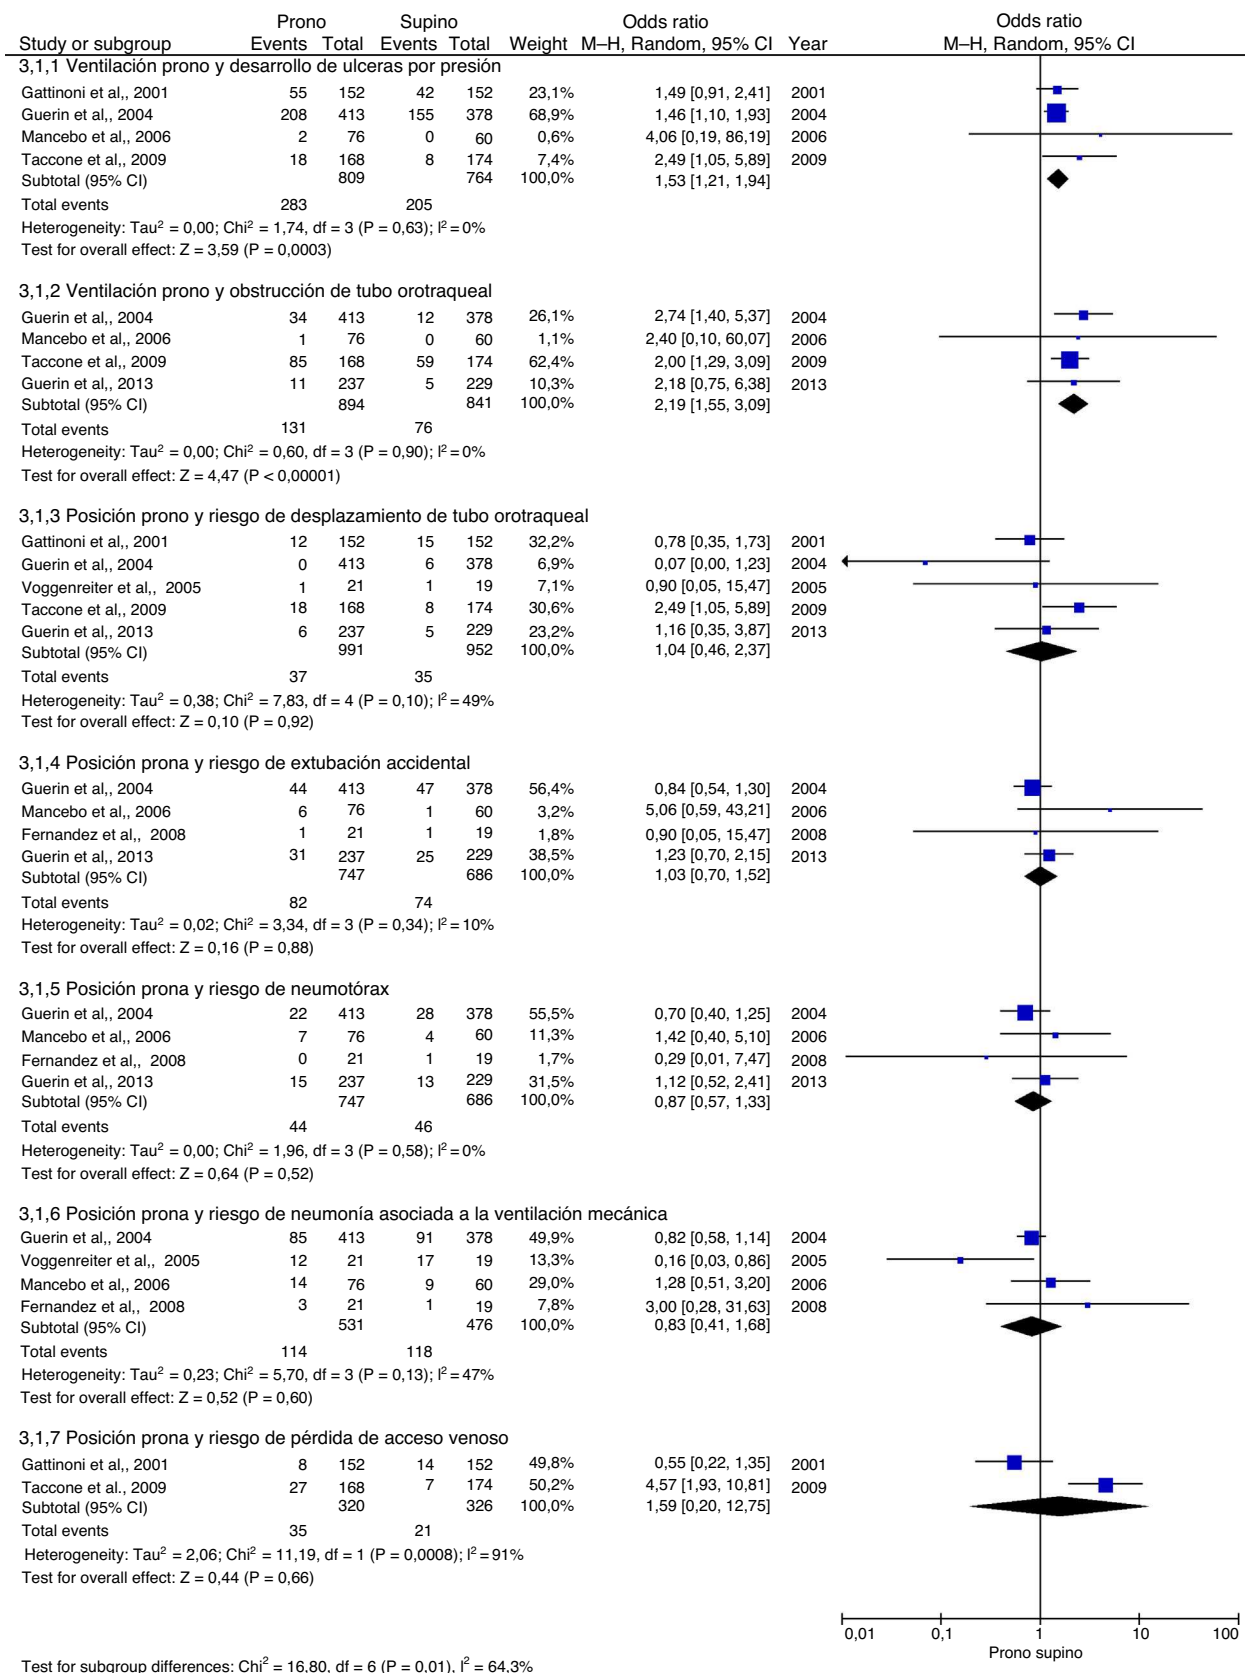 Prono Supino Odds ratio Odds ratio
Study or subgroup Events Total Events Total Weight M–H, Random, 95% CI Year M–H, Random, 95% CI
3,1,1 Ventilación prono y desarrollo de ulceras por presión
Gattinoni et al,, 2001 55 152 42 152 23,1% 1,49 [0,91, 2,41] 2001
Guerin et al,, 2004 208 413 155 378 68,9% 1,46 [1,10, 1,93] 2004
Mancebo et al,, 2006 2 76 0 60 0,6% 4,06 [0,19, 86,19] 2006
Taccone et al,, 2009 18 168 8 174 7,4% 2,49 [1,05, 5,89] 2009
Subtotal (95% CI) 809 764 100,0% 1,53 [1,21, 1,94]
Total events 283 205
Heterogeneity: Tau² = 0,00; Chi² = 1,74, df = 3 (P = 0,63); I² = 0%
Test for overall effect: Z = 3,59 (P = 0,0003)
3,1,2 Ventilación prono y obstrucción de tubo orotraqueal
Guerin et al,, 2004 34 413 12 378 26,1% 2,74 [1,40, 5,37] 2004
Mancebo et al,, 2006 1 76 0 60 1,1% 2,40 [0,10, 60,07] 2006
Taccone et al,, 2009 85 168 59 174 62,4% 2,00 [1,29, 3,09] 2009
Guerin et al,, 2013 11 237 5 229 10,3% 2,18 [0,75, 6,38] 2013
Subtotal (95% CI) 894 841 100,0% 2,19 [1,55, 3,09]
Total events 131 76
Heterogeneity: Tau² = 0,00; Chi² = 0,60, df = 3 (P = 0,90); I² = 0%
Test for overall effect: Z = 4,47 (P < 0,00001)
3,1,3 Posición prono y riesgo de desplazamiento de tubo orotraqueal
Gattinoni et al,, 2001 12 152 15 152 32,2% 0,78 [0,35, 1,73] 2001
Guerin et al,, 2004 0 413 6 378 6,9% 0,07 [0,00, 1,23] 2004
Voggenreiter et al,, 2005 1 21 1 19 7,1% 0,90 [0,05, 15,47] 2005
Taccone et al,, 2009 18 168 8 174 30,6% 2,49 [1,05, 5,89] 2009
Guerin et al,, 2013 6 237 5 229 23,2% 1,16 [0,35, 3,87] 2013
Subtotal (95% CI) 991 952 100,0% 1,04 [0,46, 2,37]
Total events 37 35
Heterogeneity: Tau² = 0,38; Chi² = 7,83, df = 4 (P = 0,10); I² = 49%
Test for overall effect: Z = 0,10 (P = 0,92)
3,1,4 Posición prona y riesgo de extubación accidental
Guerin et al,, 2004 44 413 47 378 56,4% 0,84 [0,54, 1,30] 2004
Mancebo et al,, 2006 6 76 1 60 3,2% 5,06 [0,59, 43,21] 2006
Fernandez et al,, 2008 1 21 1 19 1,8% 0,90 [0,05, 15,47] 2008
Guerin et al,, 2013 31 237 25 229 38,5% 1,23 [0,70, 2,15] 2013
Subtotal (95% CI) 747 686 100,0% 1,03 [0,70, 1,52]
Total events 82 74
Heterogeneity: Tau² = 0,02; Chi² = 3,34, df = 3 (P = 0,34); I² = 10%
Test for overall effect: Z = 0,16 (P = 0,88)
3,1,5 Posición prona y riesgo de neumotórax
Guerin et al,, 2004 22 413 28 378 55,5% 0,70 [0,40, 1,25] 2004
Mancebo et al,, 2006 7 76 4 60 11,3% 1,42 [0,40, 5,10] 2006
Fernandez et al,, 2008 0 21 1 19 1,7% 0,29 [0,01, 7,47] 2008
Guerin et al,, 2013 15 237 13 229 31,5% 1,12 [0,52, 2,41] 2013
Subtotal (95% CI) 747 686 100,0% 0,87 [0,57, 1,33]
Total events 44 46
Heterogeneity: Tau² = 0,00; Chi² = 1,96, df = 3 (P = 0,58); I² = 0%
Test for overall effect: Z = 0,64 (P = 0,52)
3,1,6 Posición prona y riesgo de neumonía asociada a la ventilación mecánica
Guerin et al,, 2004 85 413 91 378 49,9% 0,82 [0,58, 1,14] 2004
Voggenreiter et al,, 2005 12 21 17 19 13,3% 0,16 [0,03, 0,86] 2005
Mancebo et al,, 2006 14 76 9 60 29,0% 1,28 [0,51, 3,20] 2006
Fernandez et al,, 2008 3 21 1 19 7,8% 3,00 [0,28, 31,63] 2008
Subtotal (95% CI) 531 476 100,0% 0,83 [0,41, 1,68]
Total events 114 118
Heterogeneity: Tau² = 0,23; Chi² = 5,70, df = 3 (P = 0,13); I² = 47%
Test for overall effect: Z = 0,52 (P = 0,60)
3,1,7 Posición prona y riesgo de pérdida de acceso venoso
Gattinoni et al,, 2001 8 152 14 152 49,8% 0,55 [0,22, 1,35] 2001
Taccone et al,, 2009 27 168 7 174 50,2% 4,57 [1,93, 10,81] 2009
Subtotal (95% CI) 320 326 100,0% 1,59 [0,20, 12,75]
Total events 35 21
Heterogeneity: Tau² = 2,06; Chi² = 11,19, df = 1 (P = 0,0008); I² = 91%
Test for overall effect: Z = 0,44 (P = 0,66)
0,01 0,1 1 10 100
Prono supino
Test for subgroup differences: Chi² = 16,80, df = 6 (P = 0,01), I² = 64,3%